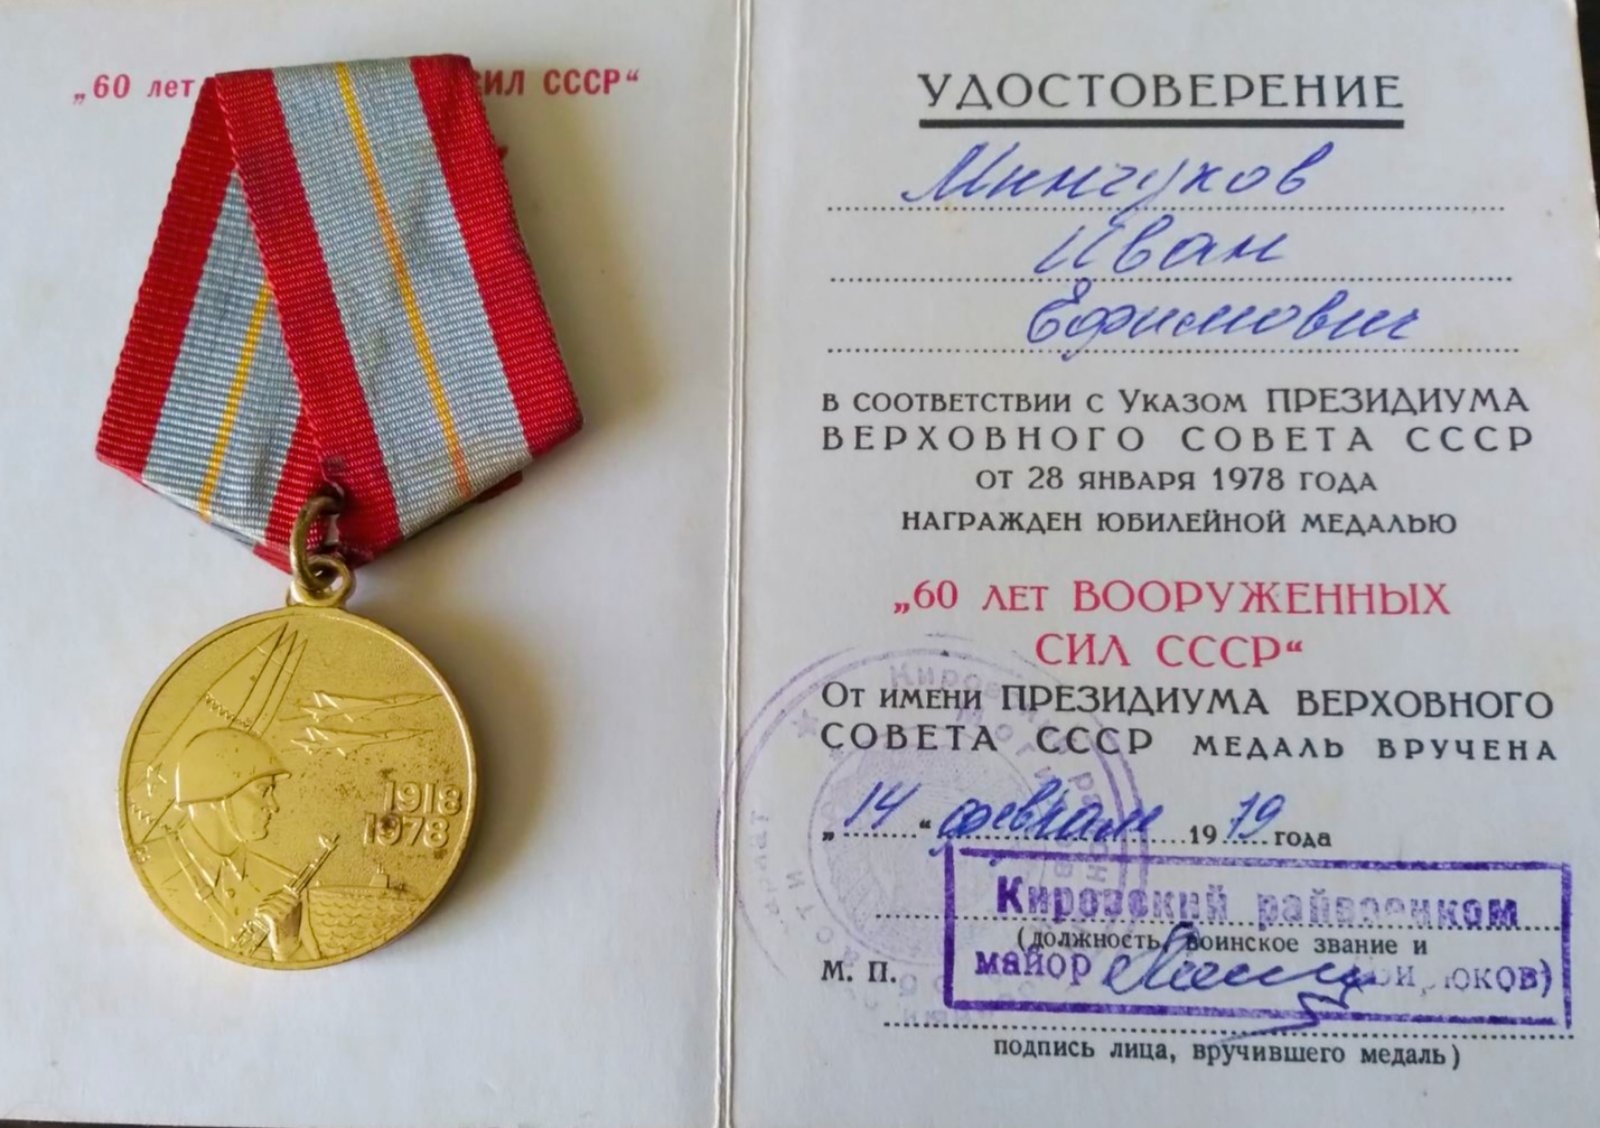 „60 лет
ИЛ СССР“
1918
1978
УДОСТОВЕРЕНИЕ
Иван
Ефимович
в соответствии с Указом ПРЕЗИДИУМА
ВЕРХОВНОГО СОВЕТА СССР
от 28 января 1978 года
награжден юбилейной медалью
„60 лет ВООРУЖЕННЫХ
СИЛ СССР“
От имени ПРЕЗИДИУМА ВЕРХОВНОГО
СОВЕТА СССР медаль вручена
„14“ февраля 1979 года
Кировский райвоенком
(должность, воинское звание и
М. П. майор
подпись лица, вручившего медаль)